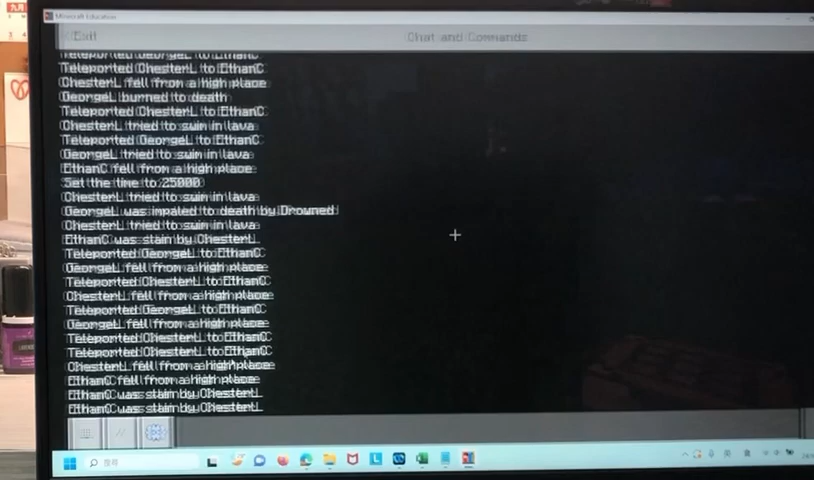 Minecraft Education
Exit
Chat and Commands
Teleported GeorgeL to EthanC
Teleported ChesterL to EthanC
ChesterL fell from a high place
GeorgeL burned to death
Teleported ChesterL to EthanC
ChesterL tried to swim in lava
Teleported GeorgeL to EthanC
GeorgeL tried to swim in lava
EthanC fell from a high place
Set the time to 25000
ChesterL tried to swim in lava
GeorgeL was impaled to death by Drowned
ChesterL tried to swim in lava
EthanC was slain by ChesterL
Teleported GeorgeL to EthanC
GeorgeL fell from a high place
Teleported ChesterL to EthanC
ChesterL fell from a high place
Teleported GeorgeL to EthanC
GeorgeL fell from a high place
Teleported ChesterL to EthanC
Teleported ChesterL to EthanC
ChesterL fell from a high place
EthanC fell from a high place
EthanC was slain by ChesterL
EthanC was slain by ChesterL
搜尋